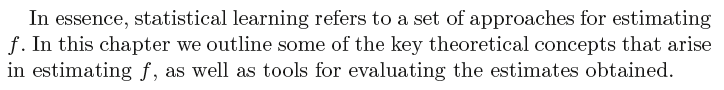 In essence, statistical learning refers to a set of approaches for estimating
f. In this chapter we outline some of the key theoretical concepts that arise
in estimating f, as well as tools for evaluating the estimates obtained.